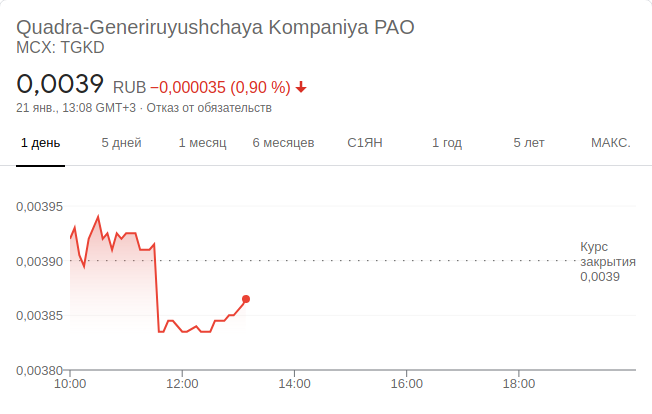 Quadra-Generiruyushchaya Kompaniya PAO
MCX: TGKD
0,0039 RUB −0,000035 (0,90 %)
21 янв., 13:08 GMT+3 · Отказ от обязательств
1 день 5 дней 1 месяц 6 месяцев С1ЯН 1 год 5 лет МАКС.
0,00395
0,00390
0,00385
0,00380
Курс
закрытия
0,0039
10:00 12:00 14:00 16:00 18:00